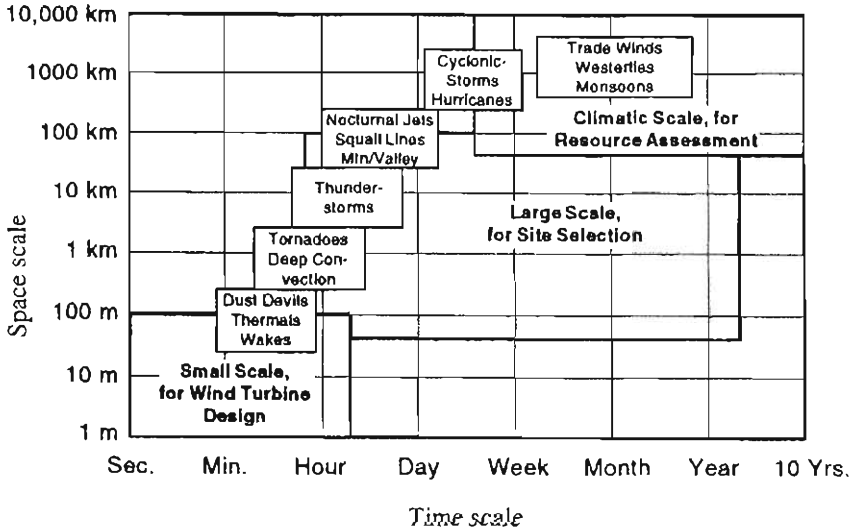 10,000 km
1000 km
100 km
10 km
1 km
100 m
10 m
1 m
Space scale
Cyclonic-
Storms
Hurricanes
Trade Winds
Westerlies
Monsoons
Nocturnal Jets
Squall Lines
Mtn/Valley
Climatic Scale, for
Resource Assessment
Thunder-
storms
Large Scale,
for Site Selection
Tornadoes
Deep Con-
vection
Dust Devils
Thermals
Wakes
Small Scale,
for Wind Turbine
Design
Sec. Min. Hour Day Week Month Year 10 Yrs.
Time scale